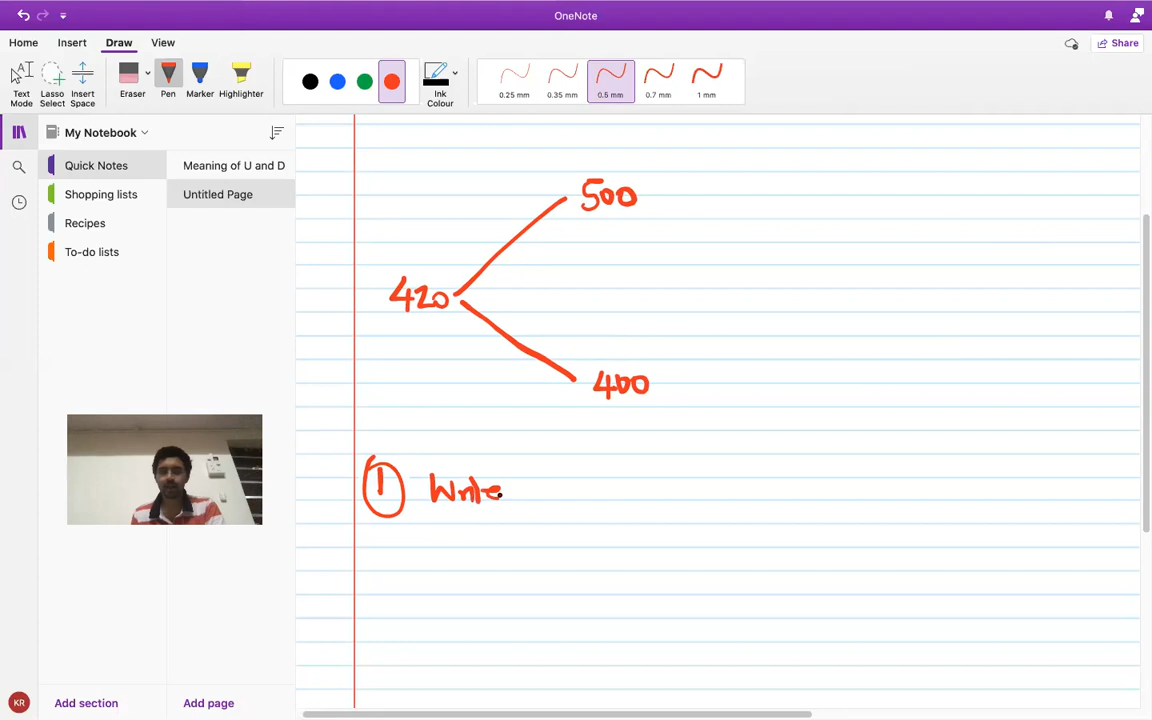 OneNote
Home Insert Draw View
Share
Text Mode
Lasso Select
Insert Space
Eraser
Pen
Marker
Highlighter
Ink Colour
0.25 mm
0.35 mm
0.5 mm
0.7 mm
1 mm
My Notebook
Quick Notes
Shopping lists
Recipes
To-do lists
Meaning of U and D
Untitled Page
500
420
400
1 Write
KR
Add section
Add page